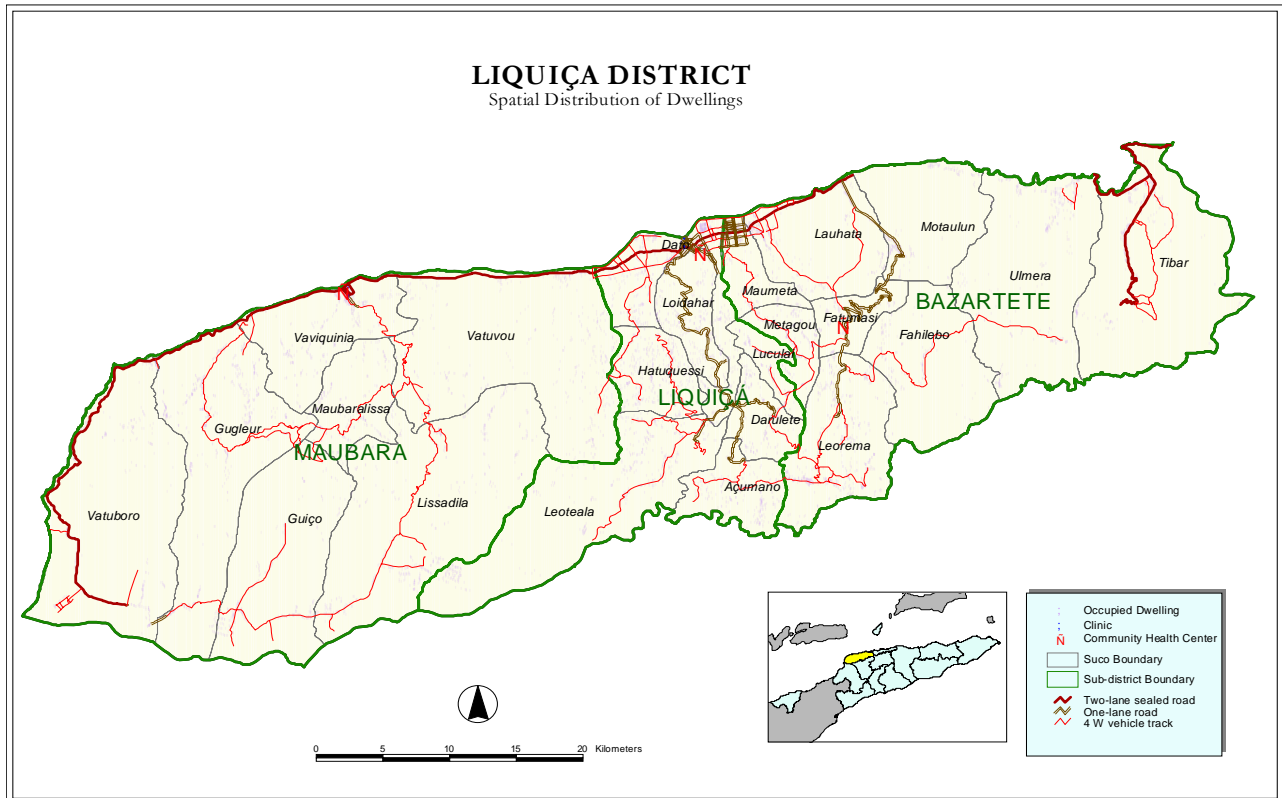 LIQUIÇA DISTRICT
Spatial Distribution of Dwellings
Tibar
Motaulun
Lauhata
Dato
Ulmera
Ñ
BAZARTETE
Maumeta
Ñ
Loidahar
Fatumasi
Metagou
Ñ
Fahilebo
Vaviquinia
Vatuvou
Luculai
Hatuquessi
LIQUIÇÁ
Maubaralissa
Darulete
Gugleur
MAUBARA
Leorema
Açumano
Lissadila
Leoteala
Vatuboro
Guiço
Occupied Dwelling
Clinic
Ñ Community Health Center
Suco Boundary
Sub-district Boundary
Two-lane sealed road
One-lane road
4 W vehicle track
0 5 10 15 20 Kilometers